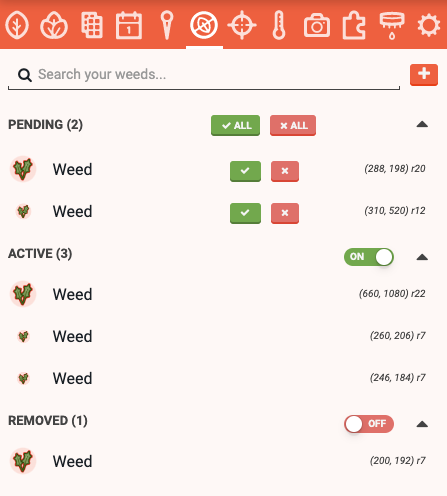 1
Search your weeds...
PENDING (2)
ALL
ALL
Weed
(288, 198) r20
Weed
(310, 520) r12
ACTIVE (3)
ON
Weed
(660, 1080) r22
Weed
(260, 206) r7
Weed
(246, 184) r7
REMOVED (1)
OFF
Weed
(200, 192) r7